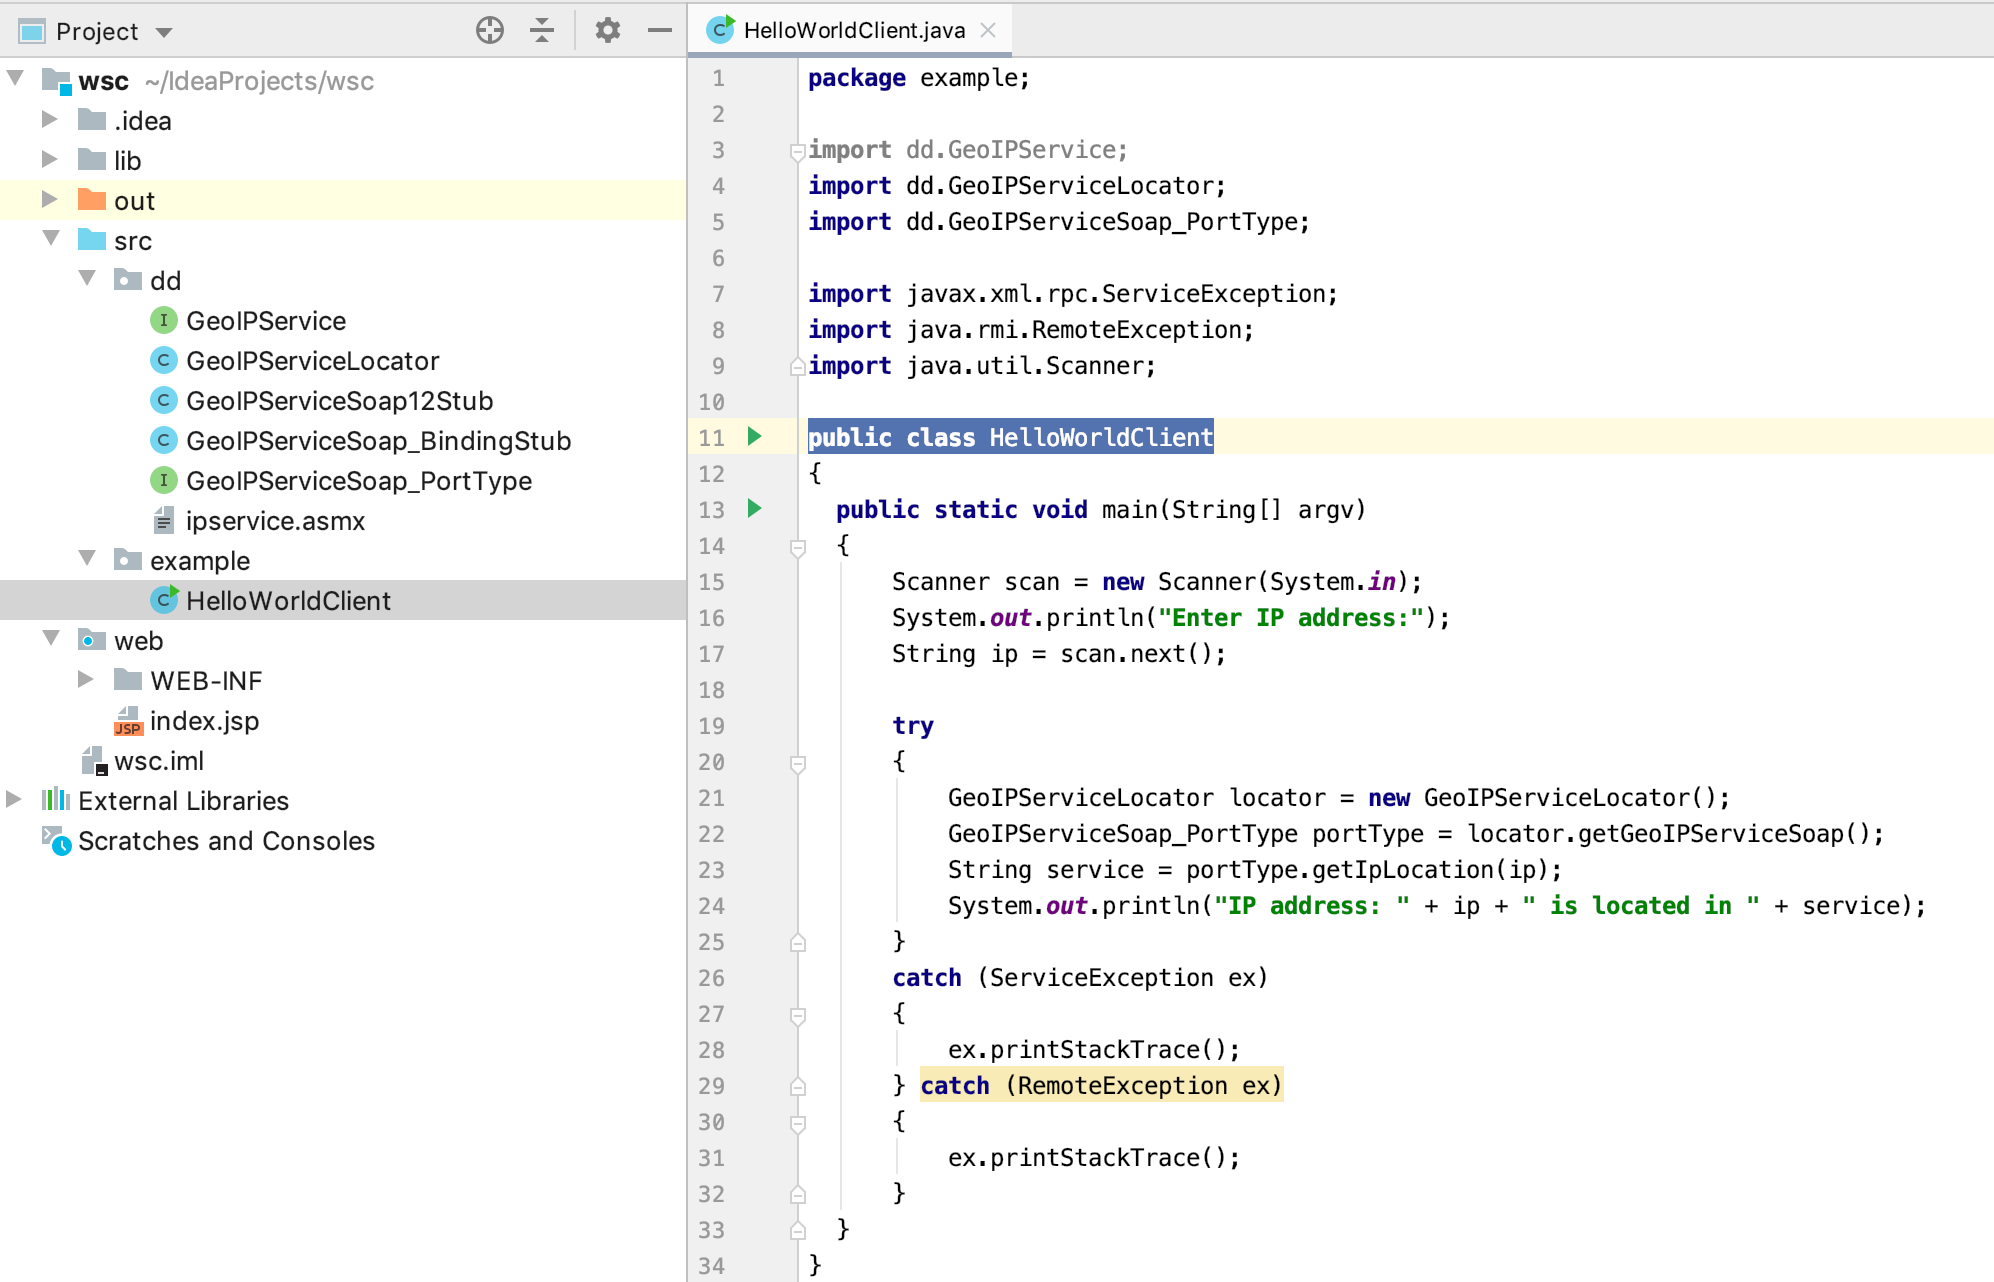 Project
wsc ~/IdeaProjects/wsc
.idea
lib
out
src
dd
I GeoIPService
C GeoIPServiceLocator
C GeoIPServiceSoap12Stub
C GeoIPServiceSoap_BindingStub
I GeoIPServiceSoap_PortType
ipservice.asmx
example
C HelloWorldClient
web
WEB-INF
JSP index.jsp
wsc.iml
External Libraries
Scratches and Consoles
C HelloWorldClient.java
1 package example;
2
3 import dd.GeoIPService;
4 import dd.GeoIPServiceLocator;
5 import dd.GeoIPServiceSoap_PortType;
6
7 import javax.xml.rpc.ServiceException;
8 import java.rmi.RemoteException;
9 import java.util.Scanner;
10
11 public class HelloWorldClient
12 {
13 public static void main(String[] argv)
14 {
15 Scanner scan = new Scanner(System.in);
16 System.out.println("Enter IP address:");
17 String ip = scan.next();
18
19 try
20 {
21 GeoIPServiceLocator locator = new GeoIPServiceLocator();
22 GeoIPServiceSoap_PortType portType = locator.getGeoIPServiceSoap();
23 String service = portType.getIpLocation(ip);
24 System.out.println("IP address: " + ip + " is located in " + service);
25 }
26 catch (ServiceException ex)
27 {
28 ex.printStackTrace();
29 } catch (RemoteException ex)
30 {
31 ex.printStackTrace();
32 }
33 }
34 }